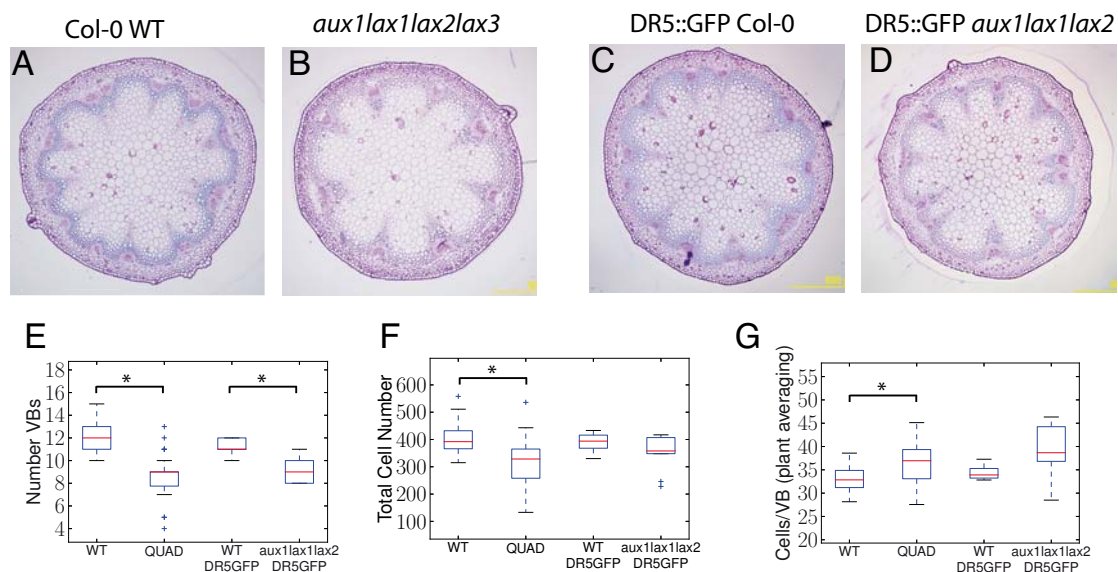 Col-0 WT
aux1lax1lax2lax3
DR5::GFP Col-0
DR5::GFP aux1lax1lax2
A
B
C
D
E
Number VBs
18
16
14
12
10
8
6
4
*
*
WT
QUAD
WT
DR5GFP
aux1lax1lax2
DR5GFP
F
Total Cell Number
600
500
400
300
200
100
*
WT
QUAD
WT
DR5GFP
aux1lax1lax2
DR5GFP
G
Cells/VB (plant averaging)
55
50
45
40
35
30
25
20
*
WT
QUAD
WT
DR5GFP
aux1lax1lax2
DR5GFP